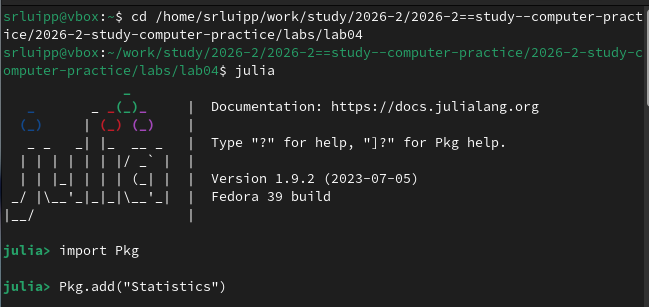 srluipp@vbox:~$ cd /home/srluipp/work/study/2026-2/2026-2==study--computer-pract
ice/2026-2-study-computer-practice/labs/lab04
srluipp@vbox:~/work/study/2026-2/2026-2==study--computer-practice/2026-2-study-c
omputer-practice/labs/lab04$ julia
               _
   _       _ _(_)_     |  Documentation: https://docs.julialang.org
  (_)     | (_) (_)    |
   _ _   _| |_  __ _   |  Type "?" for help, "]?" for Pkg help.
  | | | | | | |/ _` |  |
  | | |_| | | | (_| |  |  Version 1.9.2 (2023-07-05)
 _/ |\__'_|_|_|\__'_|  |  Fedora 39 build
|__/                   |
julia> import Pkg
julia> Pkg.add("Statistics")